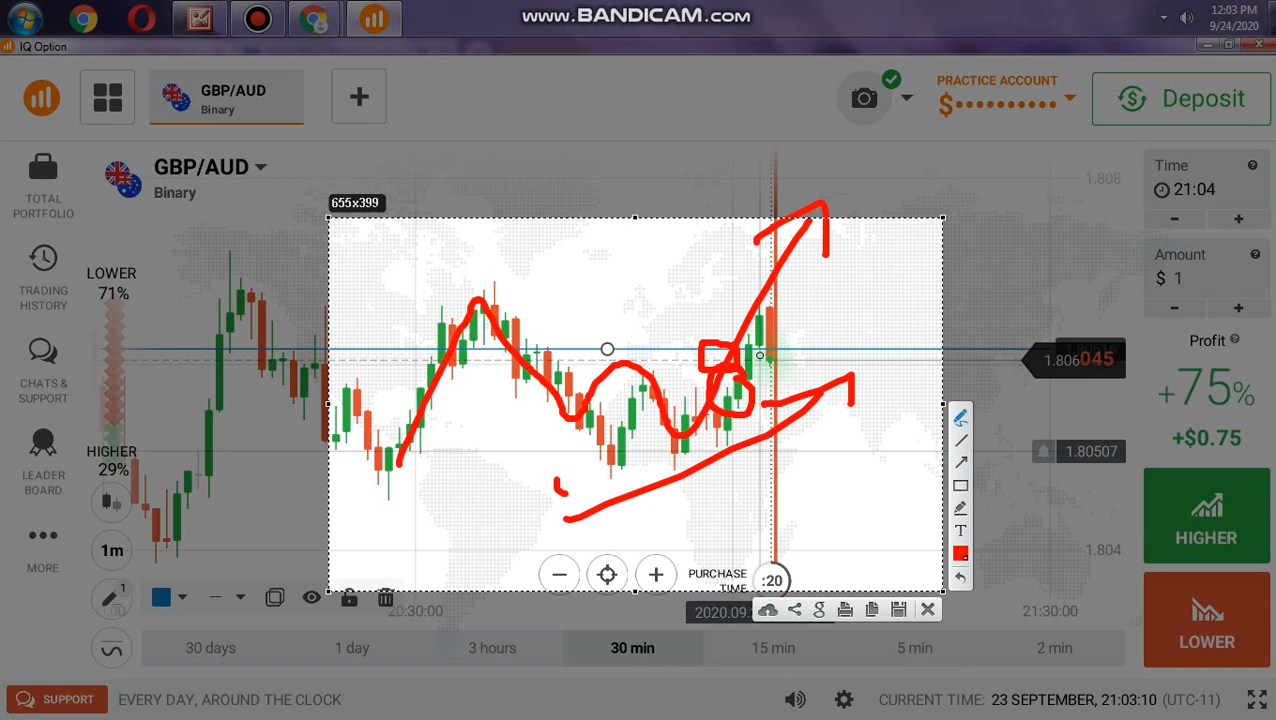 www.BANDICAM.com
12:03 PM
9/24/2020
IQ Option
GBP/AUD
Binary
PRACTICE ACCOUNT
$••••••••••
Deposit
GBP/AUD
Binary
TOTAL
PORTFOLIO
TRADING
HISTORY
CHATS &
SUPPORT
LEADER
BOARD
MORE
LOWER
71%
HIGHER
29%
1m
1
655x399
1.808
1.806045
1.80507
1.804
PURCHASE
TIME
:20
20:30:00
2020.09.
21:30:00
30 days
1 day
3 hours
30 min
15 min
5 min
2 min
Time
21:04
Amount
$ 1
Profit
+75%
+$0.75
HIGHER
LOWER
SUPPORT
EVERY DAY, AROUND THE CLOCK
CURRENT TIME: 23 SEPTEMBER, 21:03:10 (UTC-11)